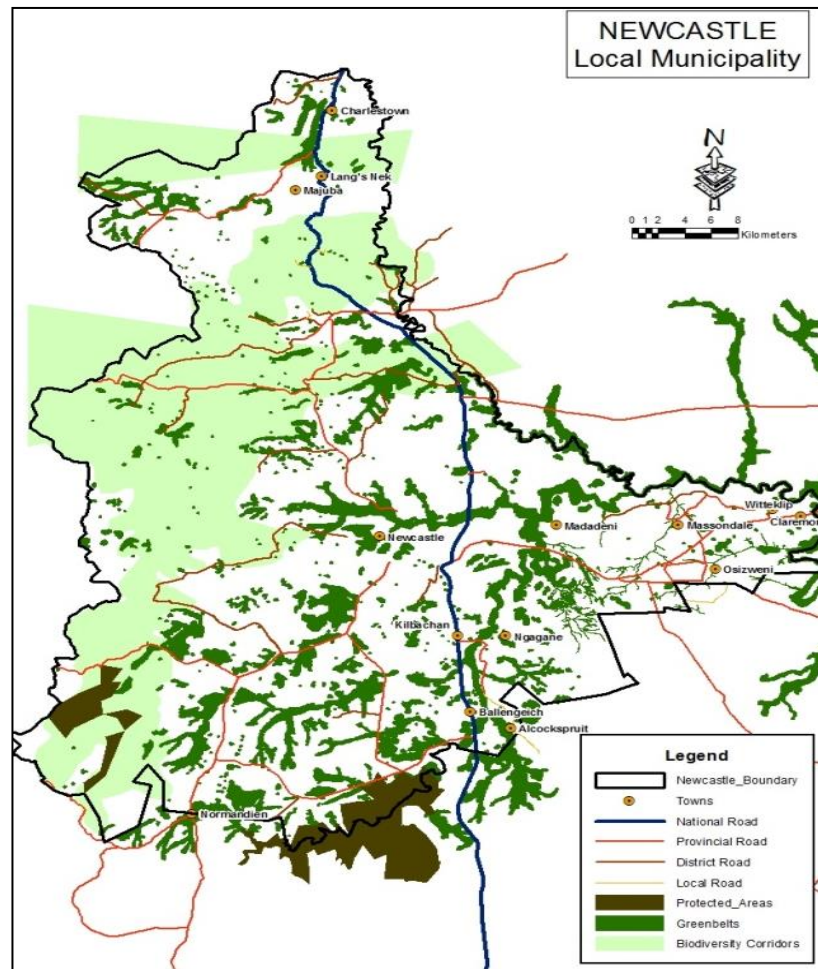 NEWCASTLE
Local Municipality
N
0 1 2 4 6 8
Kilometers
Charlestown
Lang's Nek
Majuba
Witteklip
Madadeni
Massondale
Newcastle
Osizweni
Kilbachan
Ngagane
Ballengeich
Alcockspruit
Normandien
Legend
Newcastle_Boundary
Towns
National Road
Provincial Road
District Road
Local Road
Protected_Areas
Greenbelts
Biodiversity Corridors